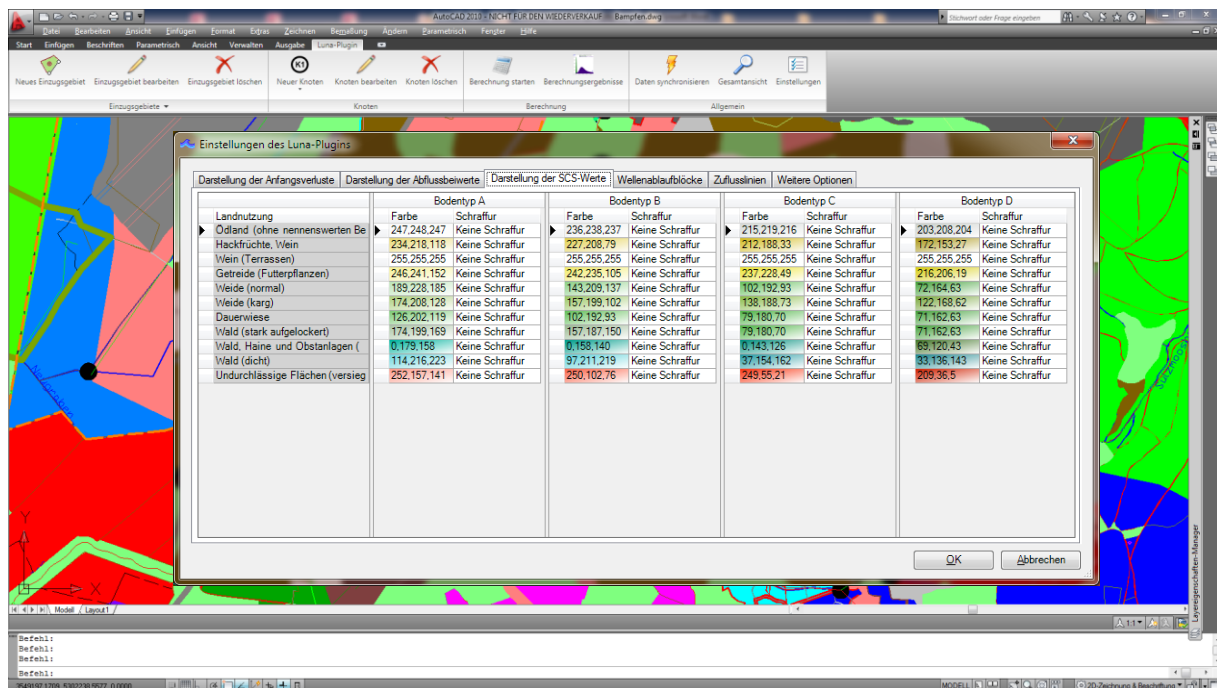 AutoCAD 2010 - NICHT FÜR DEN WIEDERVERKAUF Bampfen.dwg
Stichwort oder Frage eingeben
Datei Bearbeiten Ansicht Einfügen Format Extras Zeichnen Bemaßung Ändern Parametrisch Fenster Hilfe
Start Einfügen Beschriften Parametrisch Ansicht Verwalten Ausgabe Luna-Plugin
K1
Neues Einzugsgebiet Einzugsgebiet bearbeiten Einzugsgebiet löschen Neuer Knoten Knoten bearbeiten Knoten löschen Berechnung starten Berechnungsergebnisse Daten synchronisieren Gesamtansicht Einstellungen
Einzugsgebiete Knoten Berechnung Allgemein
Einstellungen des Luna-Plugins
Darstellung der Anfangsverluste Darstellung der Abflussbeiwerte Darstellung der SCS-Werte Wellenablaufblöcke Zuflusslinien Weitere Optionen
Bodentyp A Bodentyp B Bodentyp C Bodentyp D
Landnutzung Farbe Schraffur Farbe Schraffur Farbe Schraffur Farbe Schraffur
Ödland (ohne nennenswerten Be 247,248,247 Keine Schraffur 236,238,237 Keine Schraffur 215,219,216 Keine Schraffur 203,208,204 Keine Schraffur
Hackfrüchte, Wein 234,218,118 Keine Schraffur 227,208,79 Keine Schraffur 212,188,33 Keine Schraffur 172,153,27 Keine Schraffur
Wein (Terrassen) 255,255,255 Keine Schraffur 255,255,255 Keine Schraffur 255,255,255 Keine Schraffur 255,255,255 Keine Schraffur
Getreide (Futterpflanzen) 246,241,152 Keine Schraffur 242,235,105 Keine Schraffur 237,228,49 Keine Schraffur 216,206,19 Keine Schraffur
Weide (normal) 189,228,185 Keine Schraffur 143,209,137 Keine Schraffur 102,192,93 Keine Schraffur 72,164,63 Keine Schraffur
Weide (karg) 174,208,128 Keine Schraffur 157,199,102 Keine Schraffur 138,188,73 Keine Schraffur 122,168,62 Keine Schraffur
Dauerwiese 126,202,119 Keine Schraffur 102,192,93 Keine Schraffur 79,180,70 Keine Schraffur 71,162,63 Keine Schraffur
Wald (stark aufgelockert) 174,199,169 Keine Schraffur 157,187,150 Keine Schraffur 79,180,70 Keine Schraffur 71,162,63 Keine Schraffur
Wald, Haine und Obstanlagen ( 0,179,158 Keine Schraffur 0,158,140 Keine Schraffur 0,143,126 Keine Schraffur 69,120,43 Keine Schraffur
Wald (dicht) 114,216,223 Keine Schraffur 97,211,219 Keine Schraffur 37,154,162 Keine Schraffur 33,136,143 Keine Schraffur
Undurchlässige Flächen (versieg 252,157,141 Keine Schraffur 250,102,76 Keine Schraffur 249,55,21 Keine Schraffur 209,36,5 Keine Schraffur
OK Abbrechen
Layereigenschaften-Manager
Y
X
Modell Layout1
1:1
Befehl:
Befehl:
Befehl:
Befehl:
MODELL 2D-Zeichnung & Beschriftung